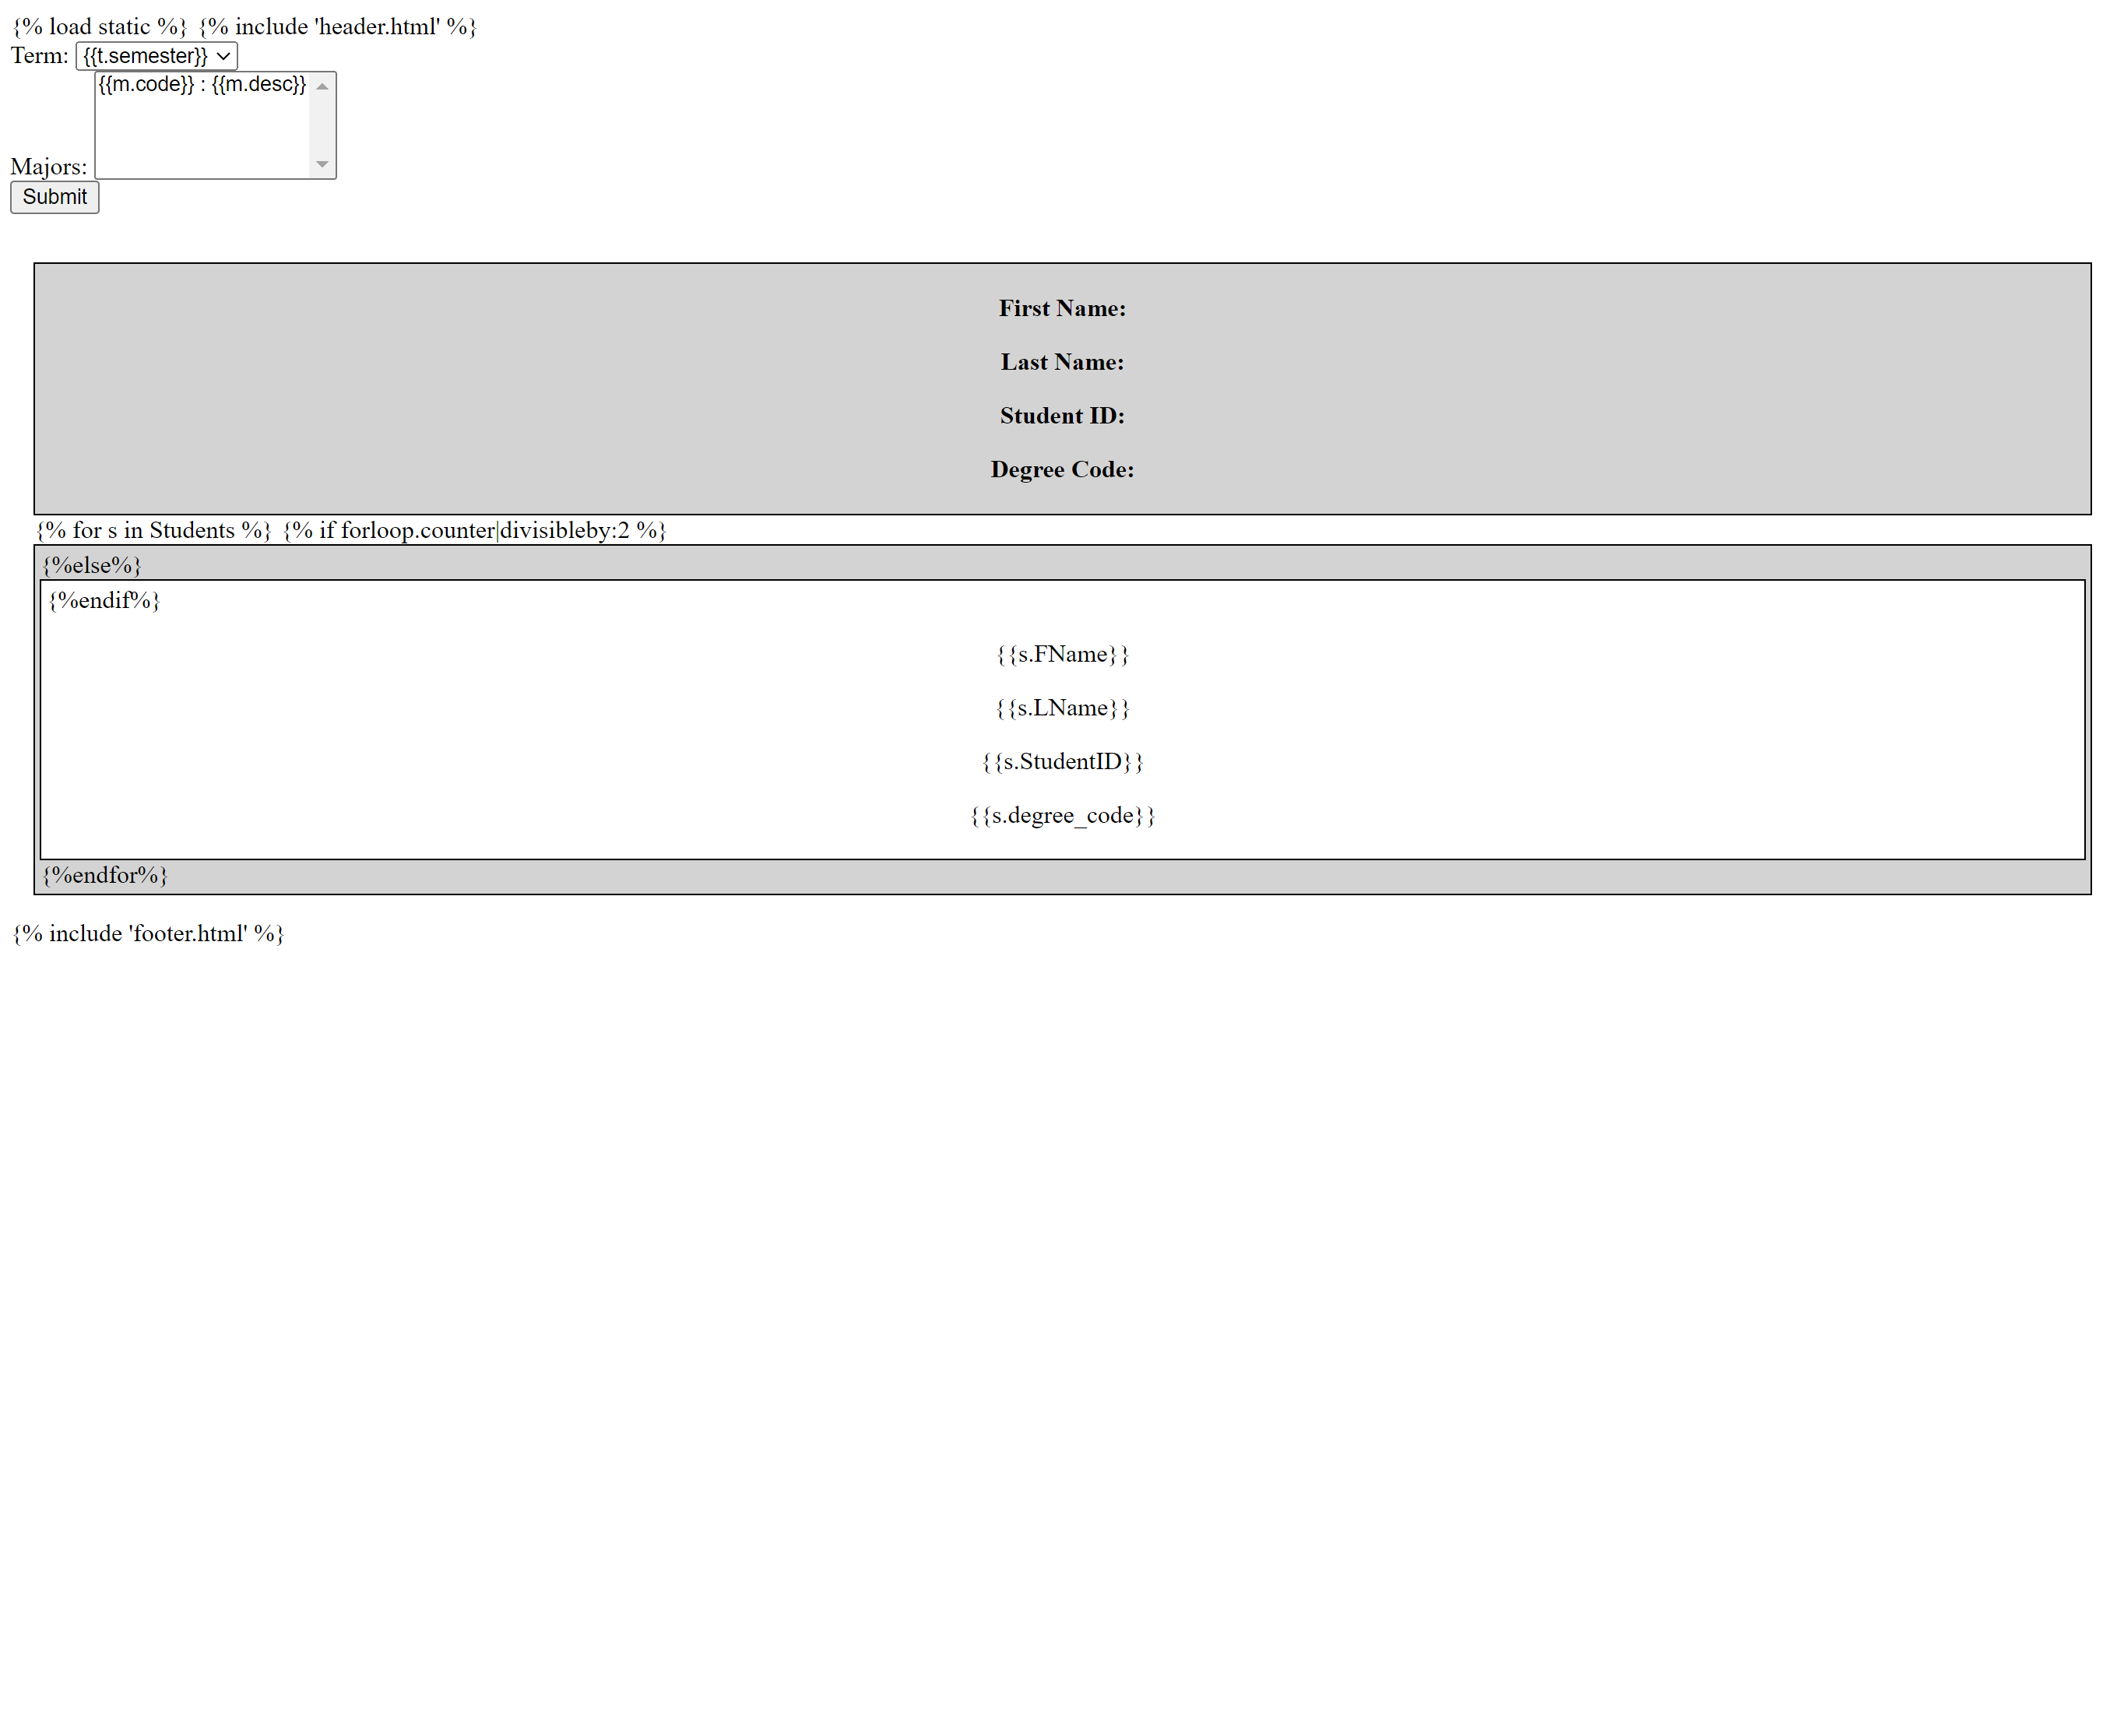 {% load static %} {% include 'header.html' %}
Term: {{t.semester}}
{{m.code}} : {{m.desc}}
Majors:
Submit
First Name:
Last Name:
Student ID:
Degree Code:
{% for s in Students %} {% if forloop.counter|divisibleby:2 %}
{%else%}
{%endif%}
{{s.FName}}
{{s.LName}}
{{s.StudentID}}
{{s.degree_code}}
{%endfor%}
{% include 'footer.html' %}